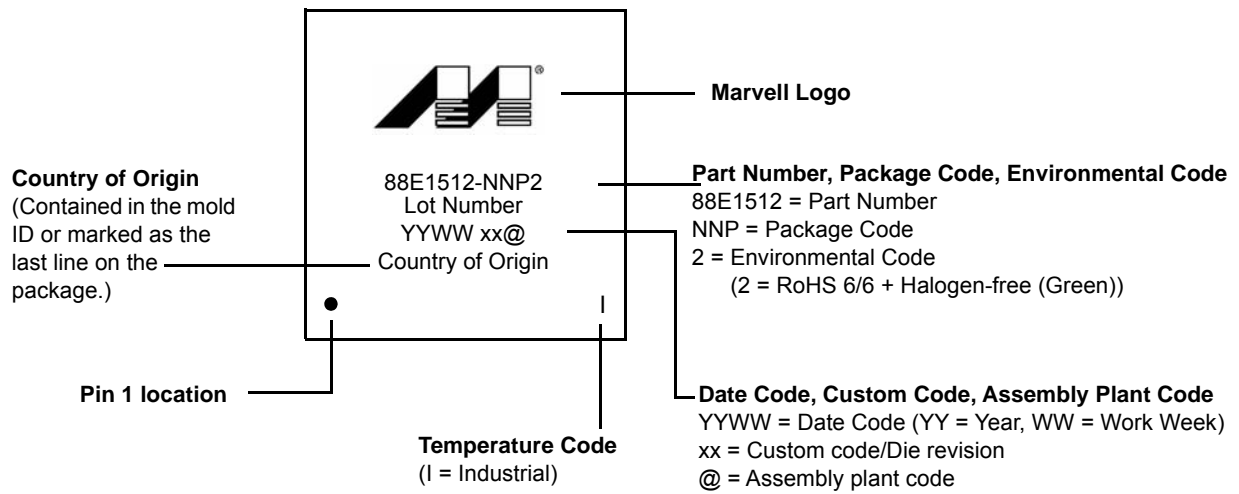 ®
Marvell Logo
88E1512-NNP2
Lot Number
YYWW xx@
Country of Origin
I
Country of Origin
(Contained in the mold
ID or marked as the
last line on the
package.)
Part Number, Package Code, Environmental Code
88E1512 = Part Number
NNP = Package Code
2 = Environmental Code
(2 = RoHS 6/6 + Halogen-free (Green))
Pin 1 location
Temperature Code
(I = Industrial)
Date Code, Custom Code, Assembly Plant Code
YYWW = Date Code (YY = Year, WW = Work Week)
xx = Custom code/Die revision
@ = Assembly plant code